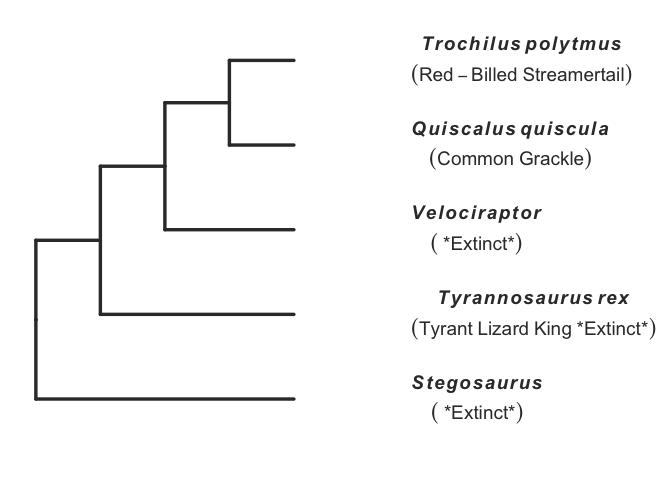 Trochilus polytmus
(Red – Billed Streamertail)
Quiscalus quiscula
(Common Grackle)
Velociraptor
( *Extinct*)
Tyrannosaurus rex
(Tyrant Lizard King *Extinct*)
Stegosaurus
( *Extinct*)